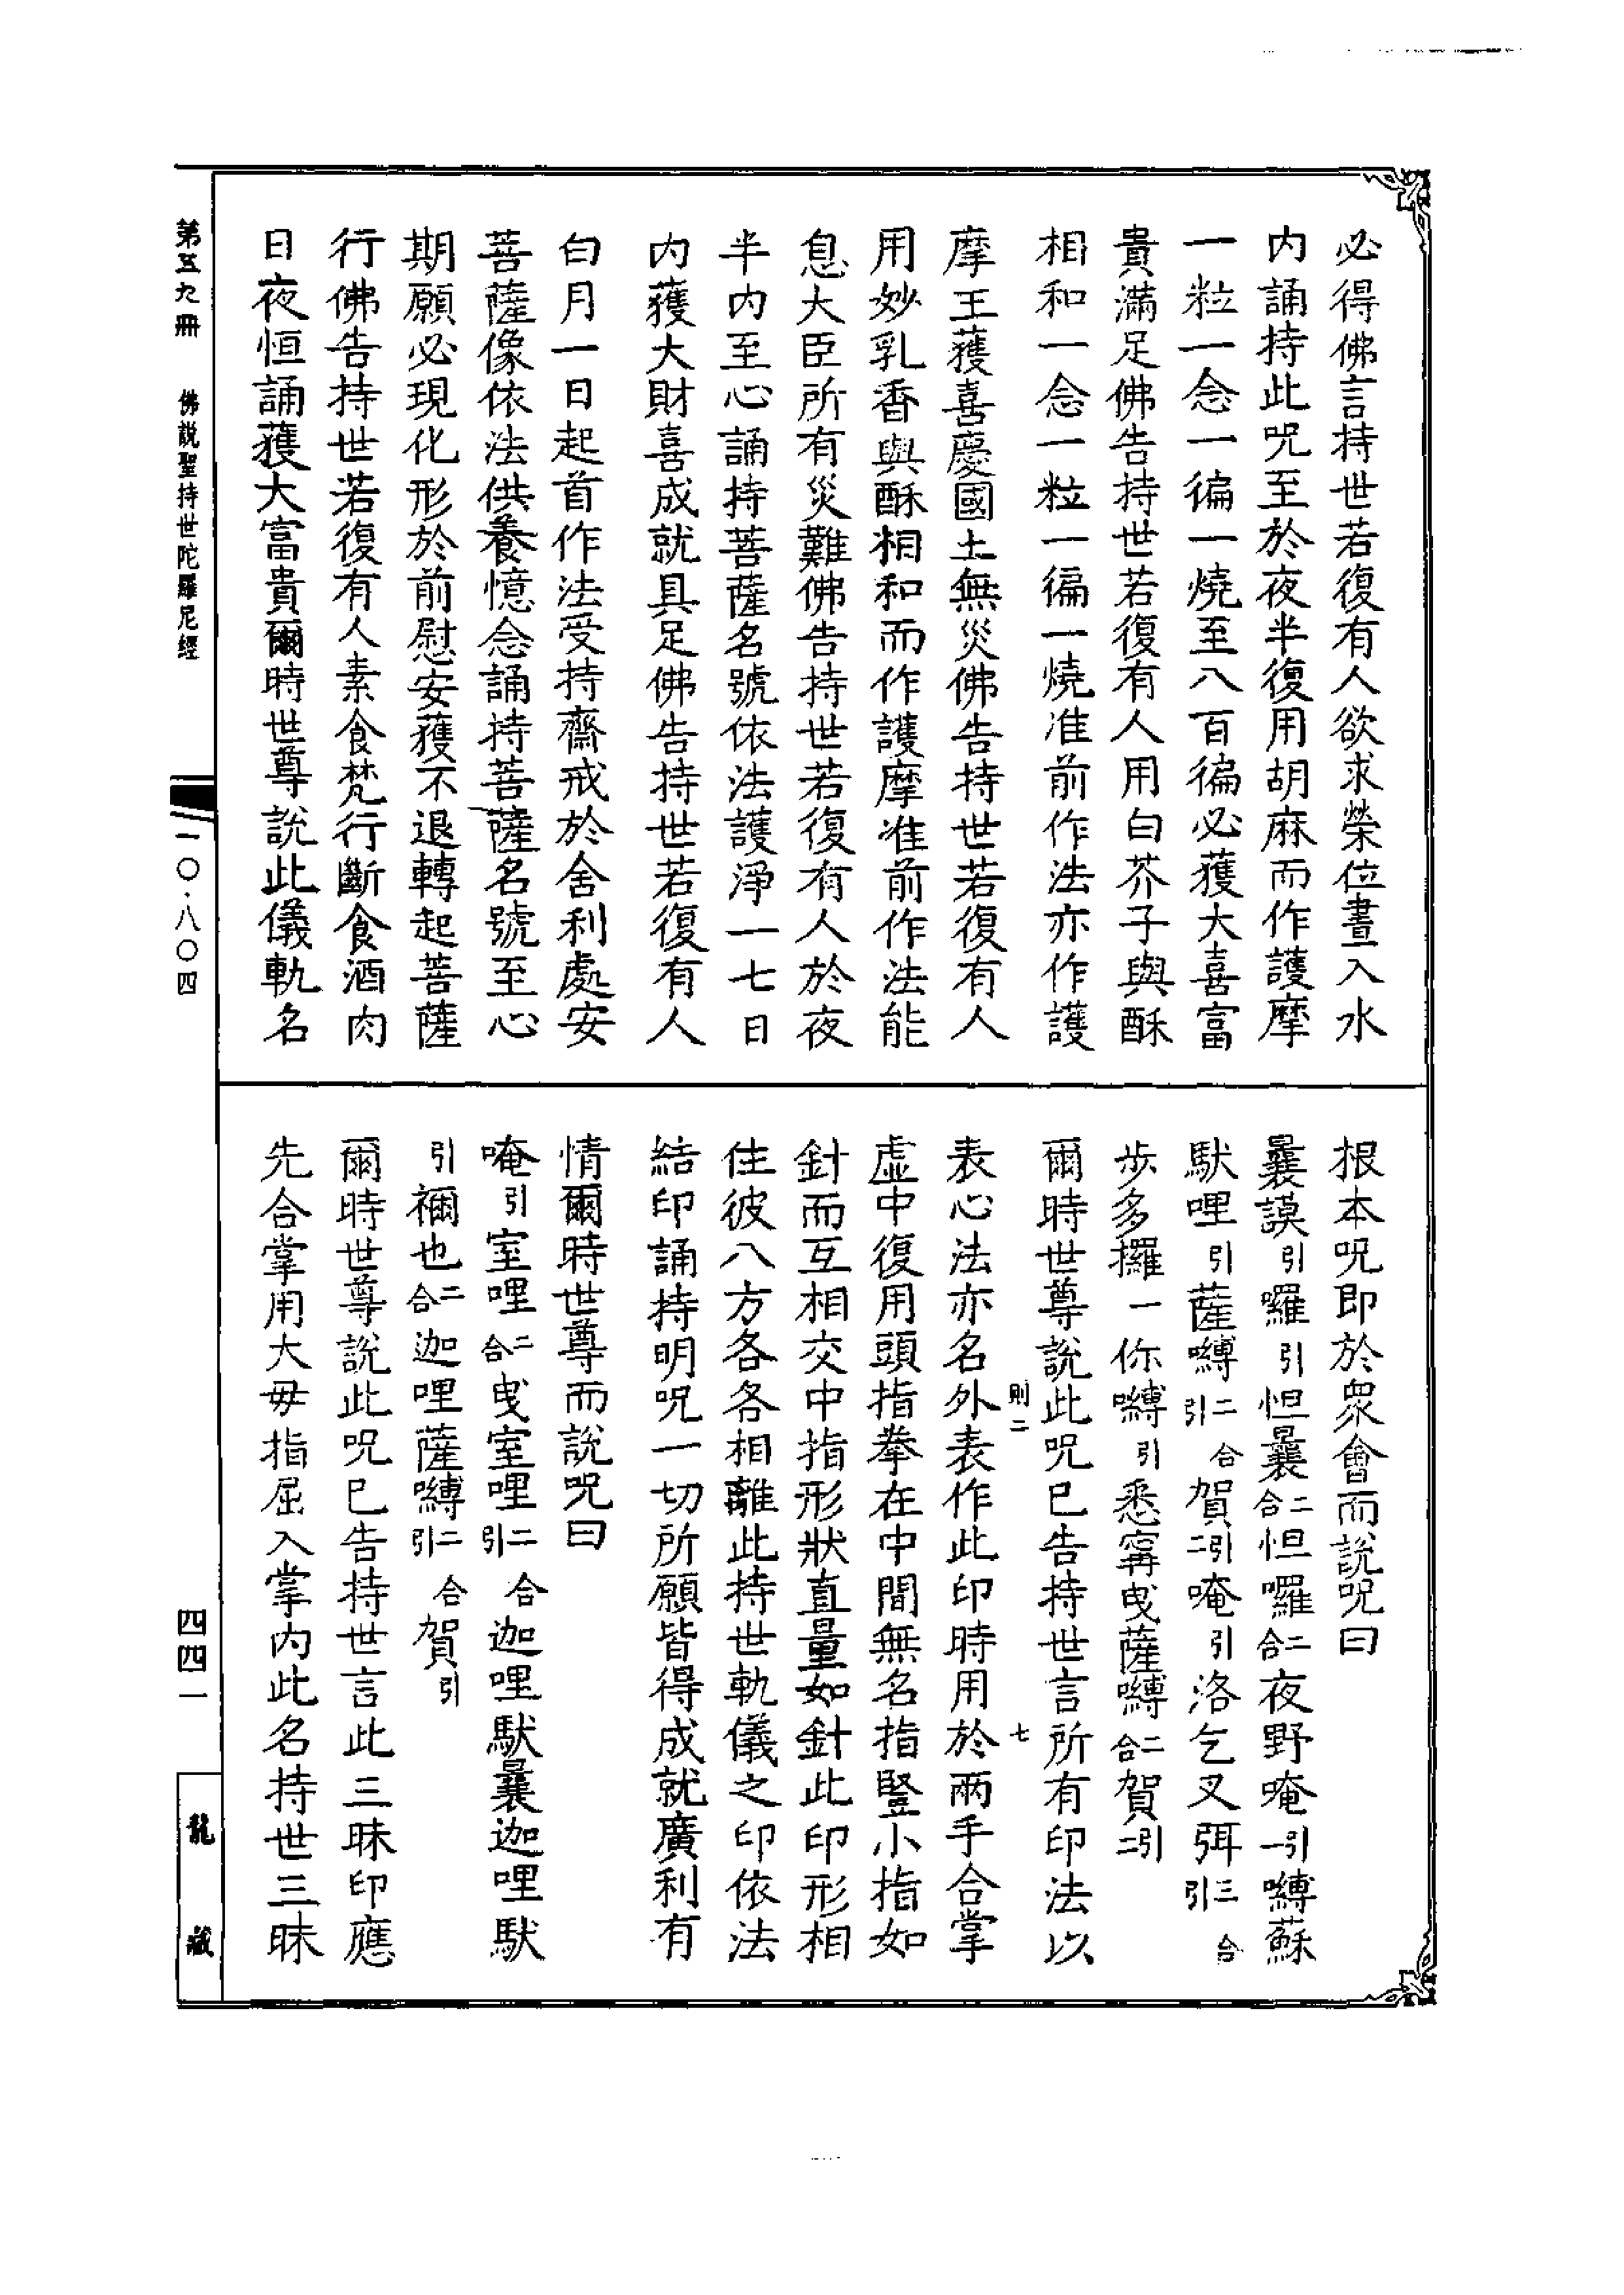 必得佛言持世若復有人欲求榮位晝入水
内誦持此呪至於夜半復用胡麻而作護摩
一粒一念一徧一燒至八百徧必獲大喜富
貴滿足佛告持世若復有人用白芥子與酥
相和一念一粒一徧一燒准前作法亦作護
摩王獲喜慶國土無災佛告持世若復有人
用妙乳香與酥相和而作護摩准前作法能
息大臣所有災難佛告持世若復有人於夜
半内至心誦持菩薩名號依法護淨一七日
内獲大財喜成就具足佛告持世若復有人
白月一日起首作法受持齋戒於舍利處安
菩薩像依法供養憶念誦持菩薩名號至心
期願必現化形於前慰安獲不退轉起菩薩
行佛告持世若復有人素食梵行斷食酒肉
日夜恒誦獲大富貴爾時世尊說此儀軌名
根本呪即於衆會而說呪曰
曩謨引囉引怛曩二合怛囉二合夜野唵引一嚩蘇
馱哩引薩嚩二合引賀引二唵引洛乞叉弭三合引
步多攞一你嚩引悉寗曳薩嚩二合賀引二
爾時世尊說此呪巳告持世言所有印法以
則二 七
表心法亦名外表作此印時用於兩手合掌
虛中復用頭指拳在中間無名指竪小指如
針而互相交中指形狀直量如針此印形相
住彼八方各各相離此持世軌儀之印依法
結印誦持明呪一切所願皆得成就廣利有
情爾時世尊而說呪曰
唵引室哩二合曳室哩二合引迦哩馱曩迦哩馱
引禰也二合迦哩薩嚩二合引賀引
爾時世尊說此呪巳告持世言此三昧印應
先合掌用大毋指屈入掌内此名持世三昧
第五九冊 佛說聖持世陀羅尼經
一〇·八〇四
四四一
龍藏